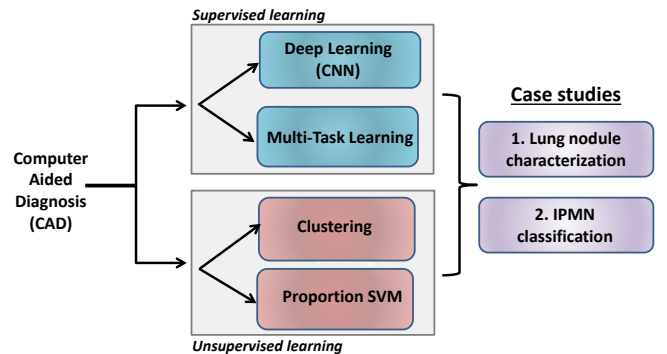 Supervised learning
Deep Learning
(CNN)
Multi-Task Learning
Computer
Aided
Diagnosis
(CAD)
Clustering
Proportion SVM
Unsupervised learning
Case studies
1. Lung nodule
characterization
2. IPMN
classification